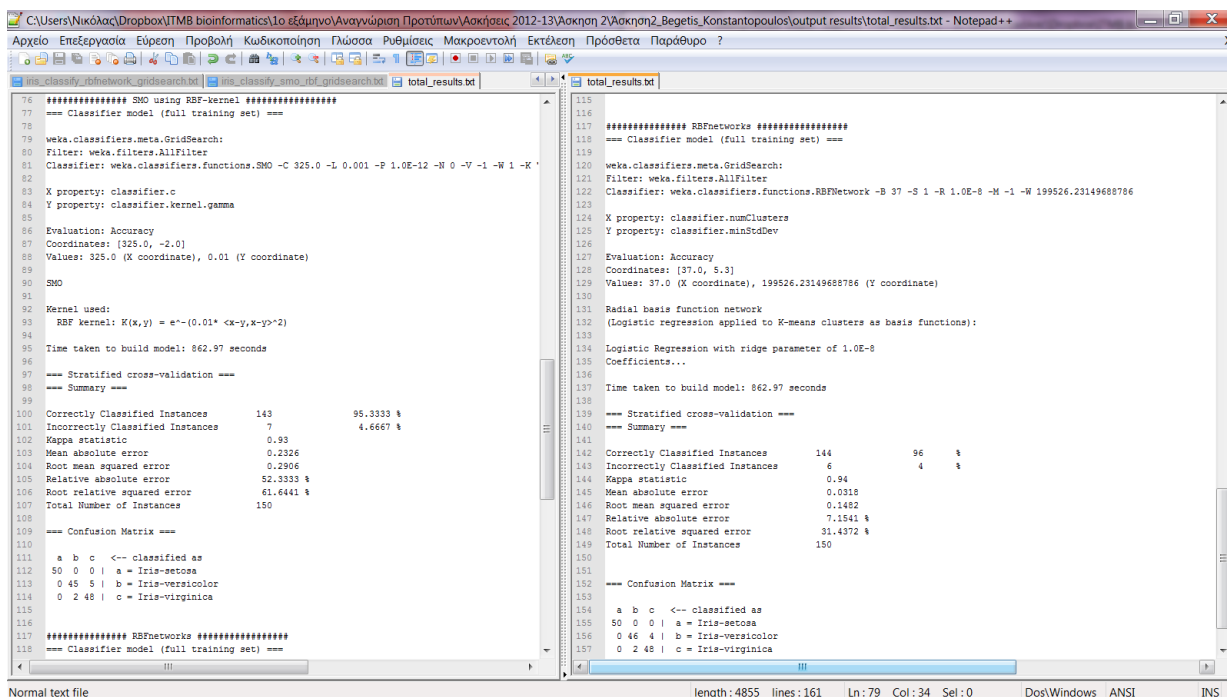 C:\Users\Νικόλας\Dropbox\ITMB bioinformatics\1ο εξάμηνο\Αναγνώριση Προτύπων\Ασκήσεις 2012-13\Άσκηση 2\Άσκηση2_Begetis_Konstantopoulos\output results\total_results.txt - Notepad++
Αρχείο Επεξεργασία Εύρεση Προβολή Κωδικοποίηση Γλώσσα Ρυθμίσεις Μακροεντολή Εκτέλεση Πρόσθετα Παράθυρο ?
iris_classify_rbfnetwork_gridsearch.txt iris_classify_smo_rbf_gridsearch.txt total_results.txt
76 ############### SMO using RBF-kernel #################
77 === Classifier model (full training set) ===
78
79 weka.classifiers.meta.GridSearch:
80 Filter: weka.filters.AllFilter
81 Classifier: weka.classifiers.functions.SMO -C 325.0 -L 0.001 -P 1.0E-12 -N 0 -V -1 -W 1 -K "
82
83 X property: classifier.c
84 Y property: classifier.kernel.gamma
85
86 Evaluation: Accuracy
87 Coordinates: [325.0, -2.0]
88 Values: 325.0 (X coordinate), 0.01 (Y coordinate)
89
90 SMO
91
92 Kernel used:
93 RBF kernel: K(x,y) = e^-(0.01* <x-y,x-y>^2)
94
95 Time taken to build model: 862.97 seconds
96
97 === Stratified cross-validation ===
98 === Summary ===
99
100 Correctly Classified Instances 143 95.3333 %
101 Incorrectly Classified Instances 7 4.6667 %
102 Kappa statistic 0.93
103 Mean absolute error 0.2326
104 Root mean squared error 0.2906
105 Relative absolute error 52.3333 %
106 Root relative squared error 61.6441 %
107 Total Number of Instances 150
108
109 === Confusion Matrix ===
110
111 a b c <-- classified as
112 50 0 0 | a = Iris-setosa
113 0 45 5 | b = Iris-versicolor
114 0 2 48 | c = Iris-virginica
115
116
117 ############### RBFnetworks #################
118 === Classifier model (full training set) ===
total_results.txt
115
116
117 ############### RBFnetworks #################
118 === Classifier model (full training set) ===
119
120 weka.classifiers.meta.GridSearch:
121 Filter: weka.filters.AllFilter
122 Classifier: weka.classifiers.functions.RBFNetwork -B 37 -S 1 -R 1.0E-8 -M -1 -W 199526.23149688786
123
124 X property: classifier.numClusters
125 Y property: classifier.minStdDev
126
127 Evaluation: Accuracy
128 Coordinates: [37.0, 5.3]
129 Values: 37.0 (X coordinate), 199526.23149688786 (Y coordinate)
130
131 Radial basis function network
132 (Logistic regression applied to K-means clusters as basis functions):
133
134 Logistic Regression with ridge parameter of 1.0E-8
135 Coefficients...
136
137 Time taken to build model: 862.97 seconds
138
139 === Stratified cross-validation ===
140 === Summary ===
141
142 Correctly Classified Instances 144 96 %
143 Incorrectly Classified Instances 6 4 %
144 Kappa statistic 0.94
145 Mean absolute error 0.0318
146 Root mean squared error 0.1482
147 Relative absolute error 7.1541 %
148 Root relative squared error 31.4372 %
149 Total Number of Instances 150
150
151
152 === Confusion Matrix ===
153
154 a b c <-- classified as
155 50 0 0 | a = Iris-setosa
156 0 46 4 | b = Iris-versicolor
157 0 2 48 | c = Iris-virginica
Normal text file length : 4855 lines : 161 Ln : 79 Col : 34 Sel : 0 Dos\Windows ANSI INS